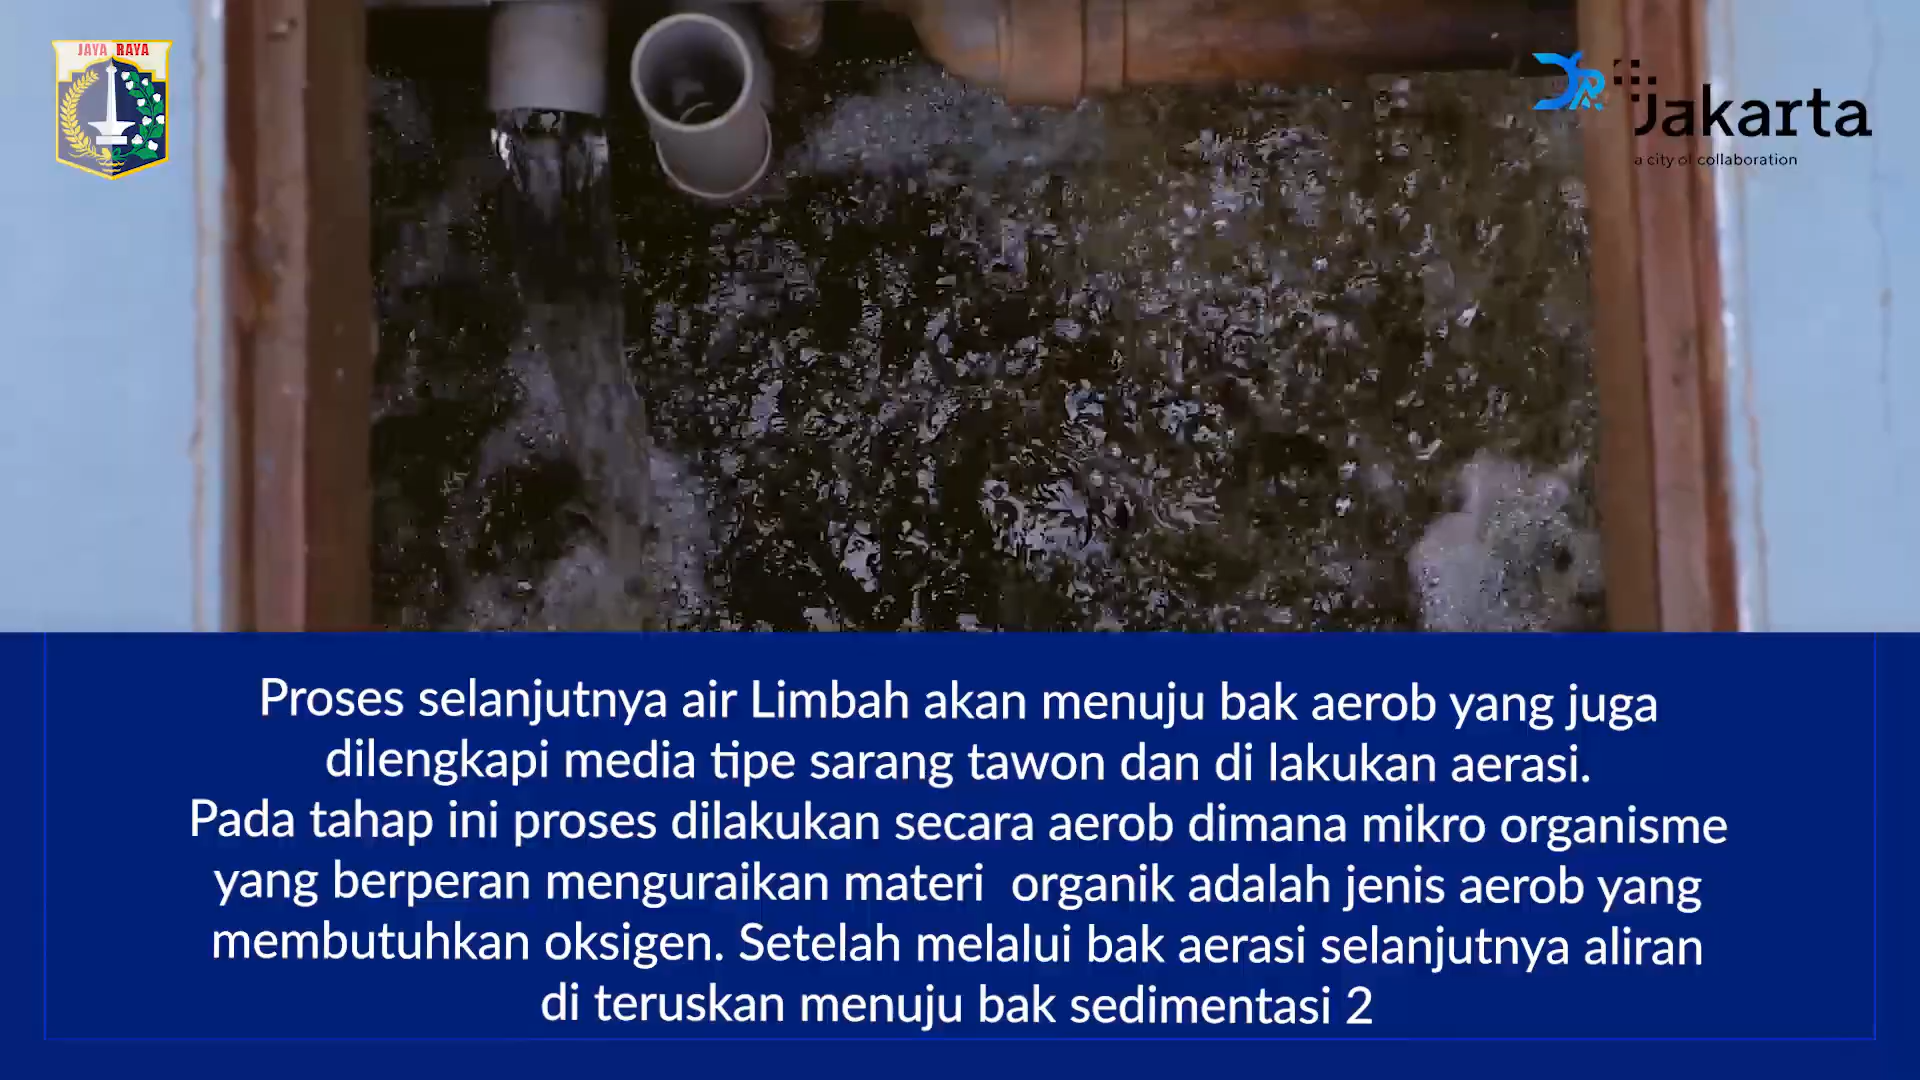 JAYA RAYA
Jakarta
a city of collaboration
Proses selanjutnya air Limbah akan menuju bak aerob yang juga
dilengkapi media tipe sarang tawon dan di lakukan aerasi.
Pada tahap ini proses dilakukan secara aerob dimana mikro organisme
yang berperan menguraikan materi  organik adalah jenis aerob yang
membutuhkan oksigen. Setelah melalui bak aerasi selanjutnya aliran
di teruskan menuju bak sedimentasi 2